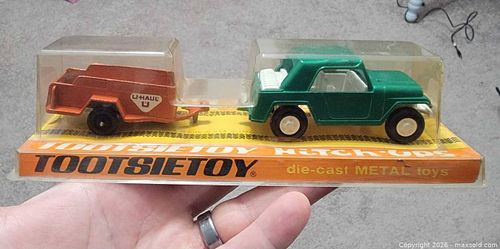 U-HAUL
U
TOOTSIETOY HITCH-UPS
TOOTSIETOY® die-cast METAL toys
Copyright 2026 - maxsold.com